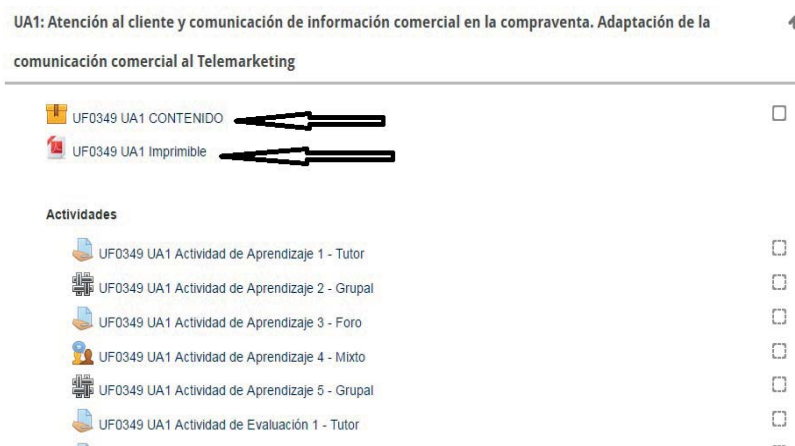 UA1: Atención al cliente y comunicación de información comercial en la compraventa. Adaptación de la
comunicación comercial al Telemarketing
UF0349 UA1 CONTENIDO
UF0349 UA1 Imprimible
Actividades
UF0349 UA1 Actividad de Aprendizaje 1 - Tutor
UF0349 UA1 Actividad de Aprendizaje 2 - Grupal
UF0349 UA1 Actividad de Aprendizaje 3 - Foro
UF0349 UA1 Actividad de Aprendizaje 4 - Mixto
UF0349 UA1 Actividad de Aprendizaje 5 - Grupal
UF0349 UA1 Actividad de Evaluación 1 - Tutor